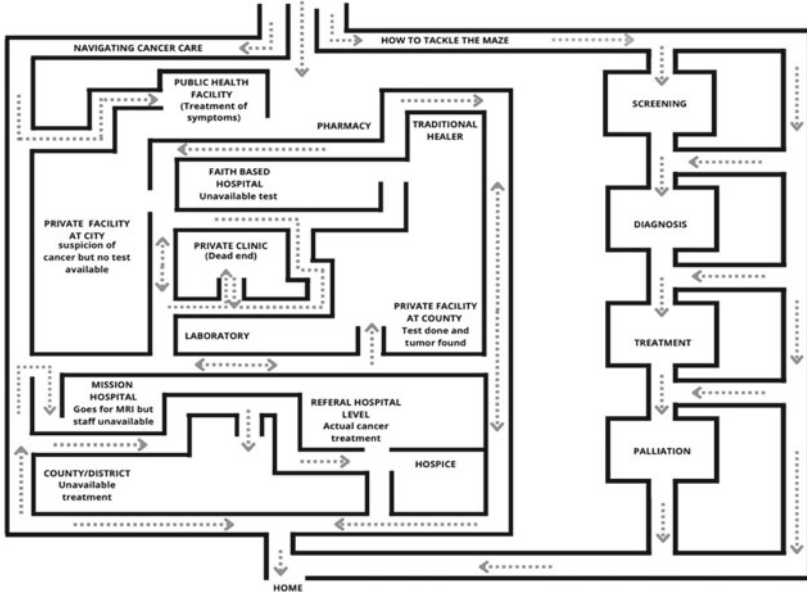 NAVIGATING CANCER CARE
HOW TO TACKLE THE MAZE
PUBLIC HEALTH
FACILITY
(Treatment of
symptoms)
PHARMACY
TRADITIONAL
HEALER
FAITH BASED
HOSPITAL
Unavailable test
PRIVATE FACILITY
AT CITY
suspicion of
cancer but no test
available
PRIVATE CLINIC
(Dead end)
PRIVATE FACILITY
AT COUNTY
Test done and
tumor found
LABORATORY
MISSION
HOSPITAL
Goes for MRI but
staff unavailable
REFERAL HOSPITAL
LEVEL
Actual cancer
treatment
COUNTY/DISTRICT
Unavailable
treatment
HOSPICE
HOME
SCREENING
DIAGNOSIS
TREATMENT
PALLIATION